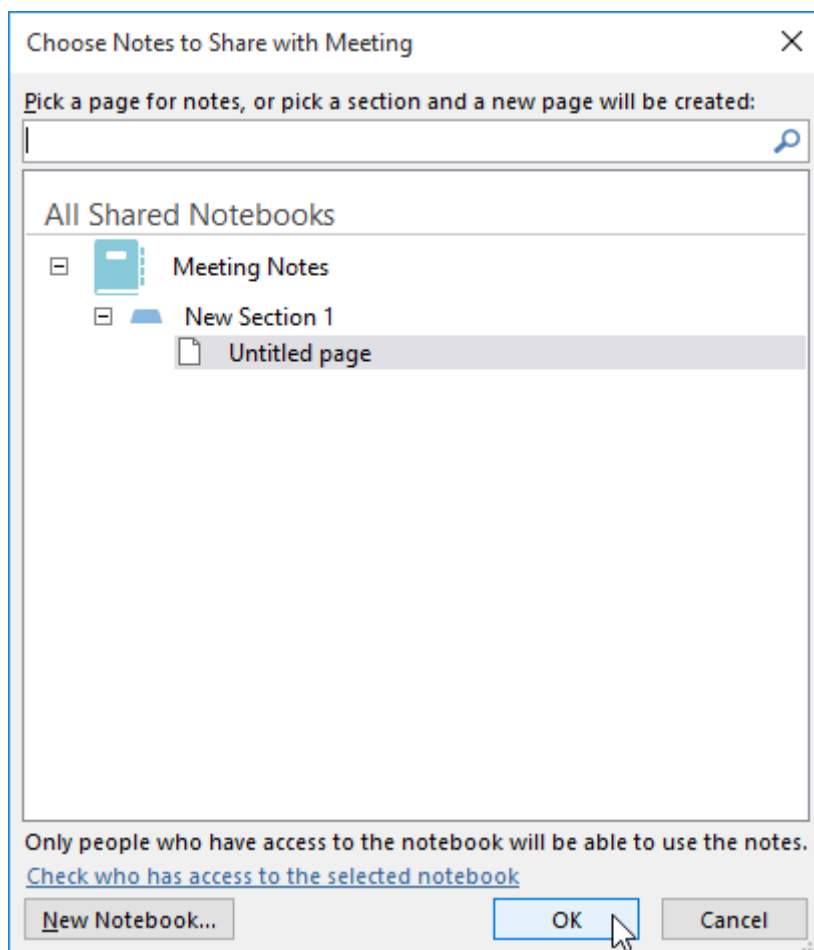 Choose Notes to Share with Meeting
Pick a page for notes, or pick a section and a new page will be created:
All Shared Notebooks
Meeting Notes
New Section 1
Untitled page
Only people who have access to the notebook will be able to use the notes.
Check who has access to the selected notebook
New Notebook... OK Cancel